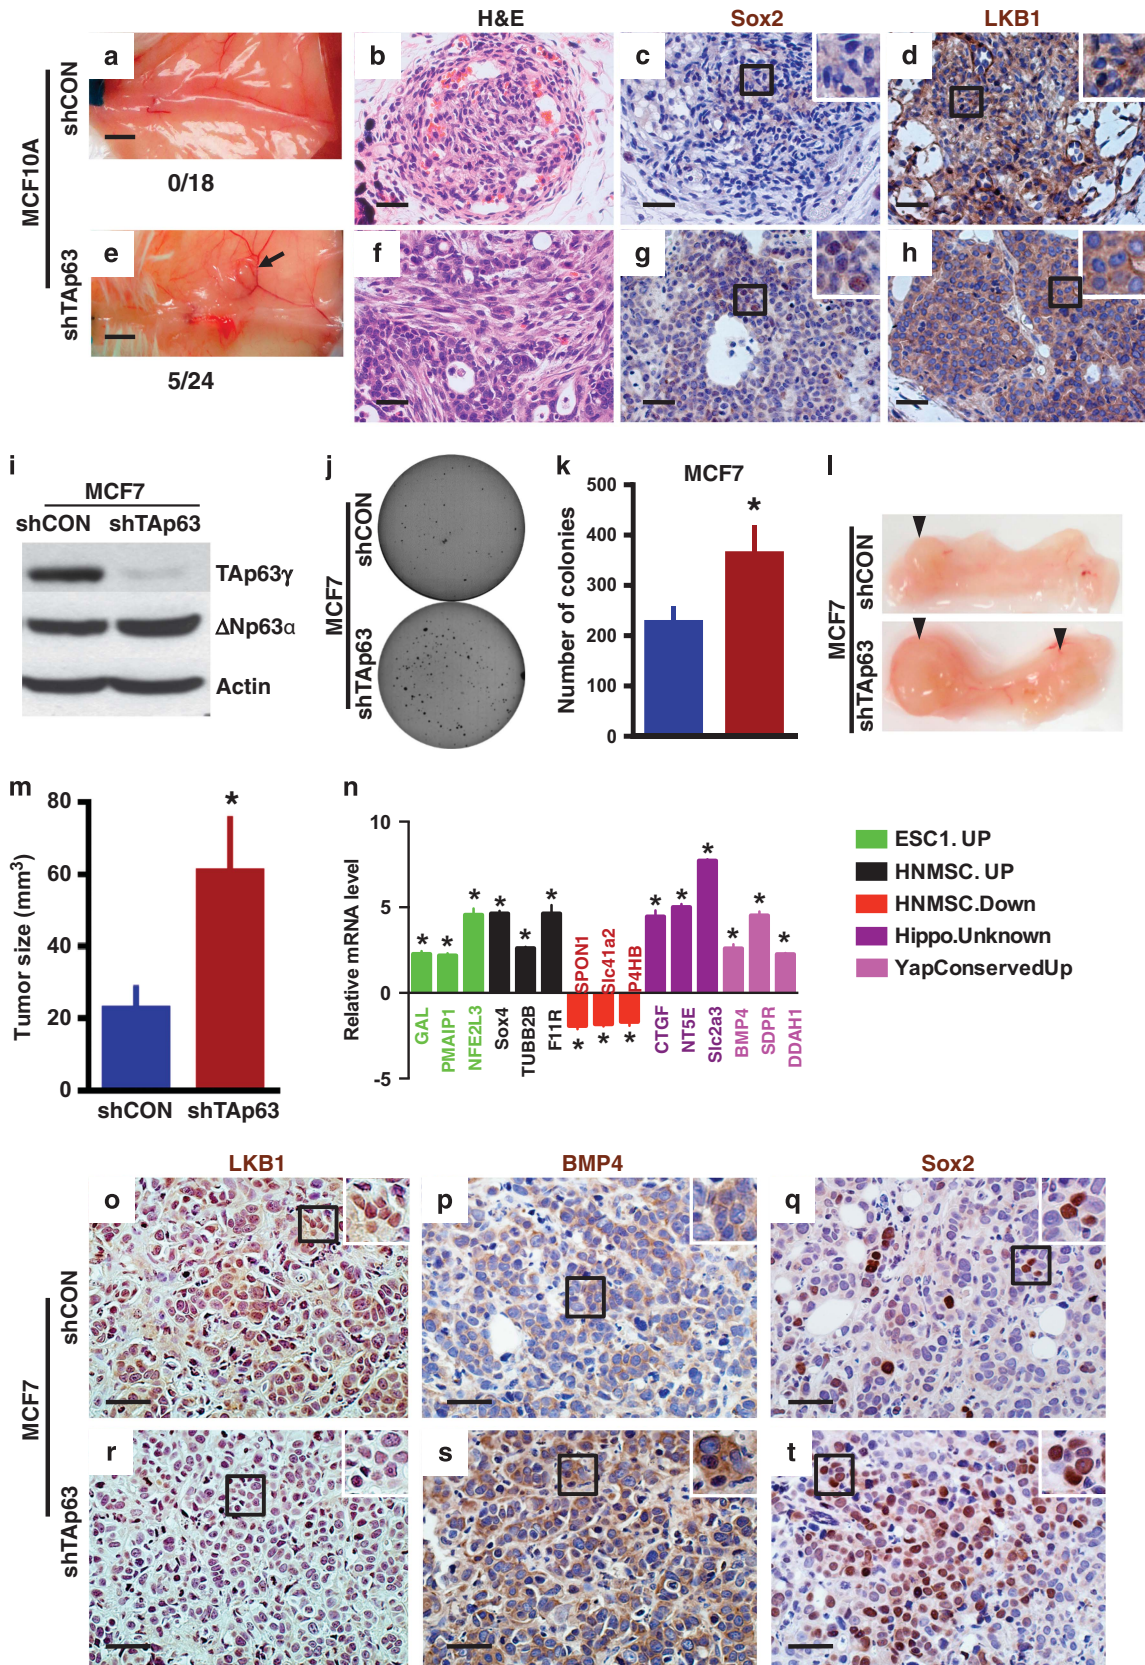 H&E
Sox2
LKB1
MCF10A
shCON
shTAp63
a
b
c
d
0/18
e
f
g
h
5/24
i
MCF7
shCON shTAp63
TAp63γ
ΔNp63α
Actin
j
MCF7
shCON
shTAp63
k
MCF7
Number of colonies
500
400
300
200
100
0
*
l
MCF7
shCON
shTAp63
m
Tumor size (mm³)
80
60
40
20
0
*
shCON shTAp63
n
Relative mRNA level
10
5
0
-5
* * * * * * * * * * * * * * *
GAL
PMAIP1
NFE2L3
Sox4
TUBB2B
F11R
SPON1
Slc41a2
P4HB
CTGF
NT5E
Slc2a3
BMP4
SDPR
DDAH1
ESC1. UP
HNMSC. UP
HNMSC.Down
Hippo.Unknown
YapConservedUp
LKB1
BMP4
Sox2
MCF7
shCON
shTAp63
o
p
q
r
s
t